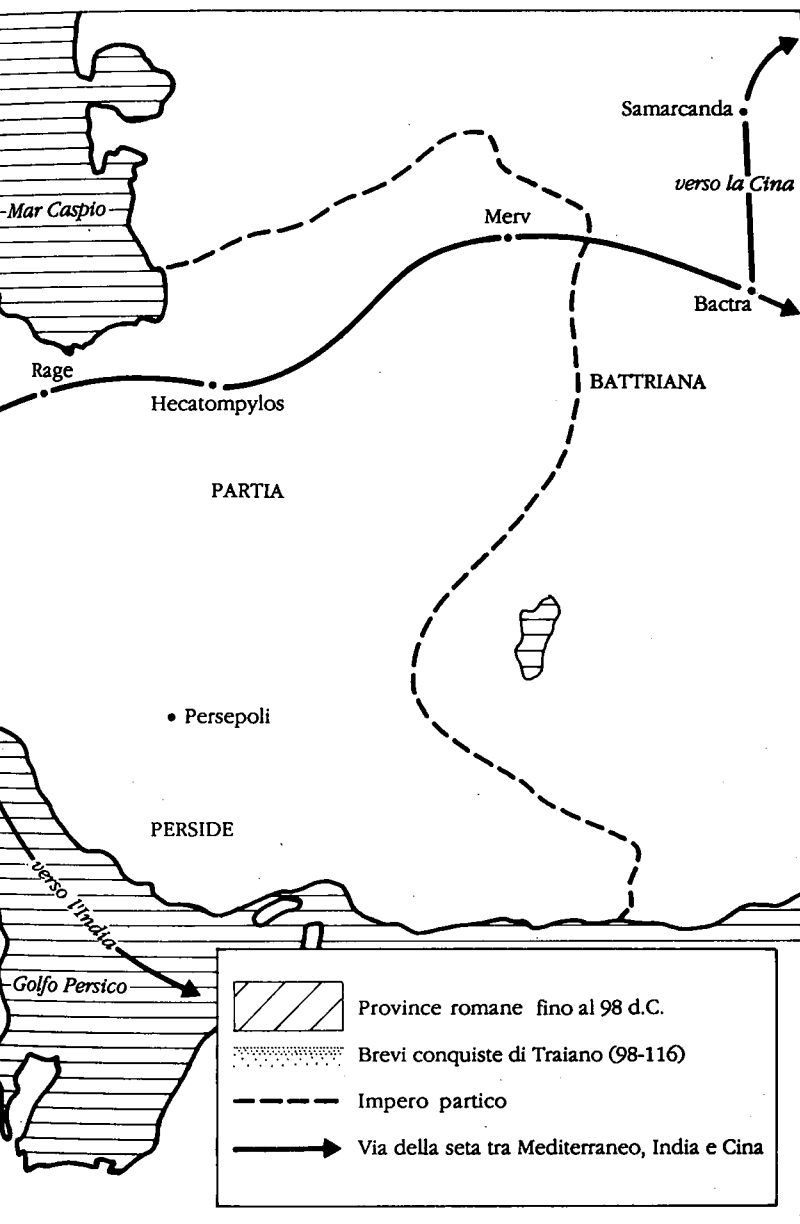 Samarcanda
verso la Cina
Mar Caspio
Merv
Bactra
Rage
Hecatompylos
BATTRIANA
PARTIA
Persepoli
PERSIDE
verso l'India
Golfo Persico
Province romane fino al 98 d.C.
Brevi conquiste di Traiano (98-116)
Impero partico
Via della seta tra Mediterraneo, India e Cina